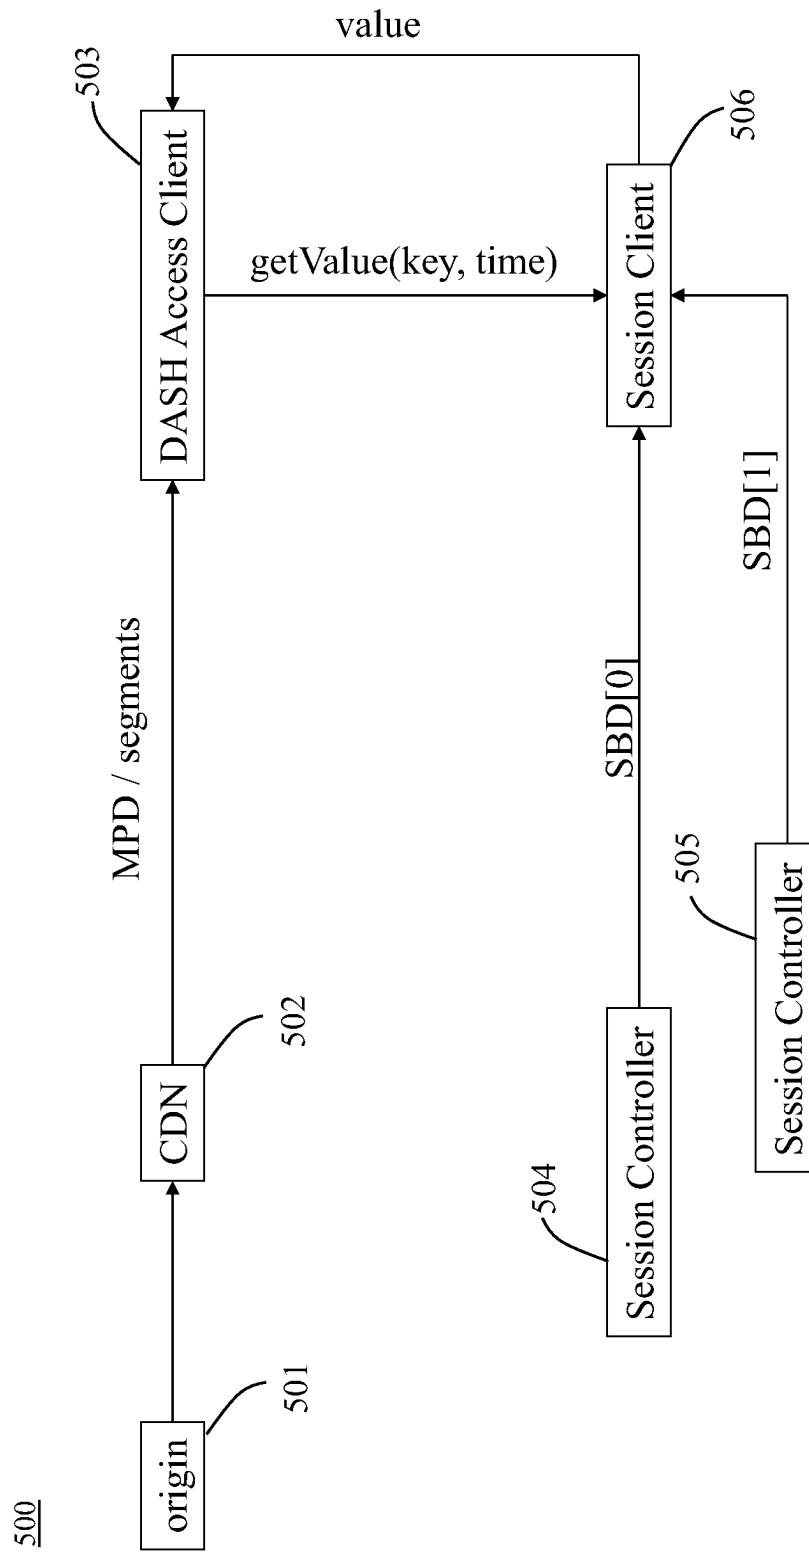 500
origin
501
CDN
502
MPD / segments
DASH Access Client
503
getValue(key, time)
value
Session Controller
504
SBD[0]
Session Client
506
Session Controller
505
SBD[1]